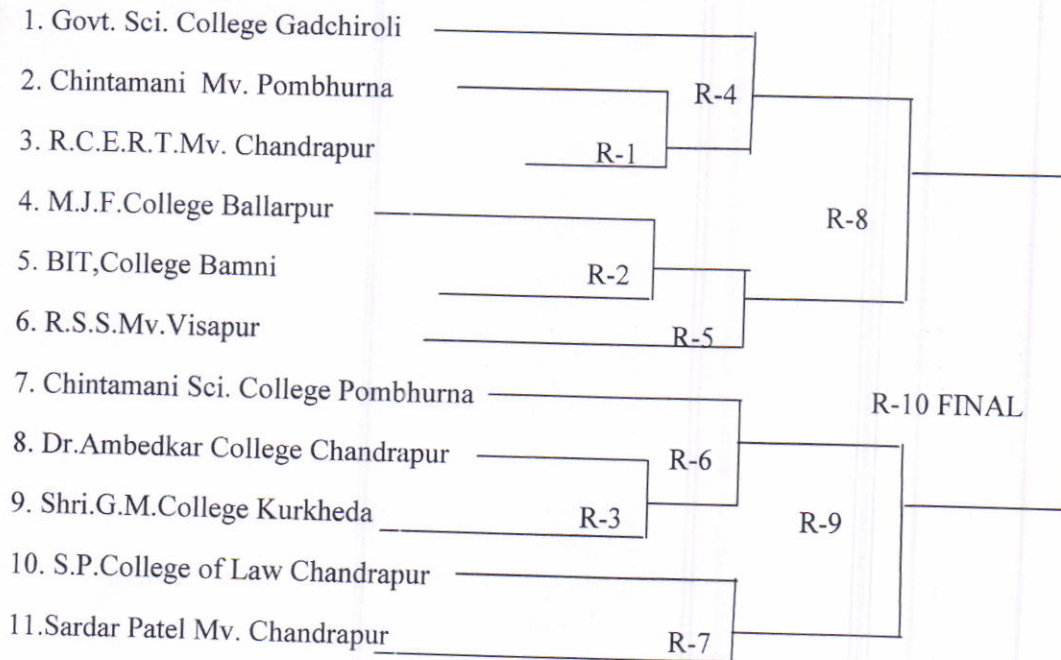 1. Govt. Sci. College Gadchiroli
2. Chintamani Mv. Pombhurna
R-4
3. R.C.E.R.T.Mv. Chandrapur
R-1
4. M.J.F.College Ballarpur
R-8
5. BIT,College Bamni
R-2
6. R.S.S.Mv.Visapur
R-5
7. Chintamani Sci. College Pombhurna
R-10 FINAL
8. Dr.Ambedkar College Chandrapur
R-6
9. Shri.G.M.College Kurkheda
R-3
R-9
10. S.P.College of Law Chandrapur
11.Sardar Patel Mv. Chandrapur
R-7